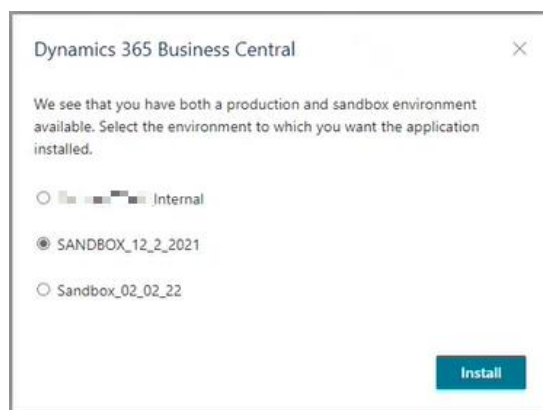 Dynamics 365 Business Central
We see that you have both a production and sandbox environment
available. Select the environment to which you want the application
installed.
Internal
SANDBOX_12_2_2021
Sandbox_02_02_22
Install